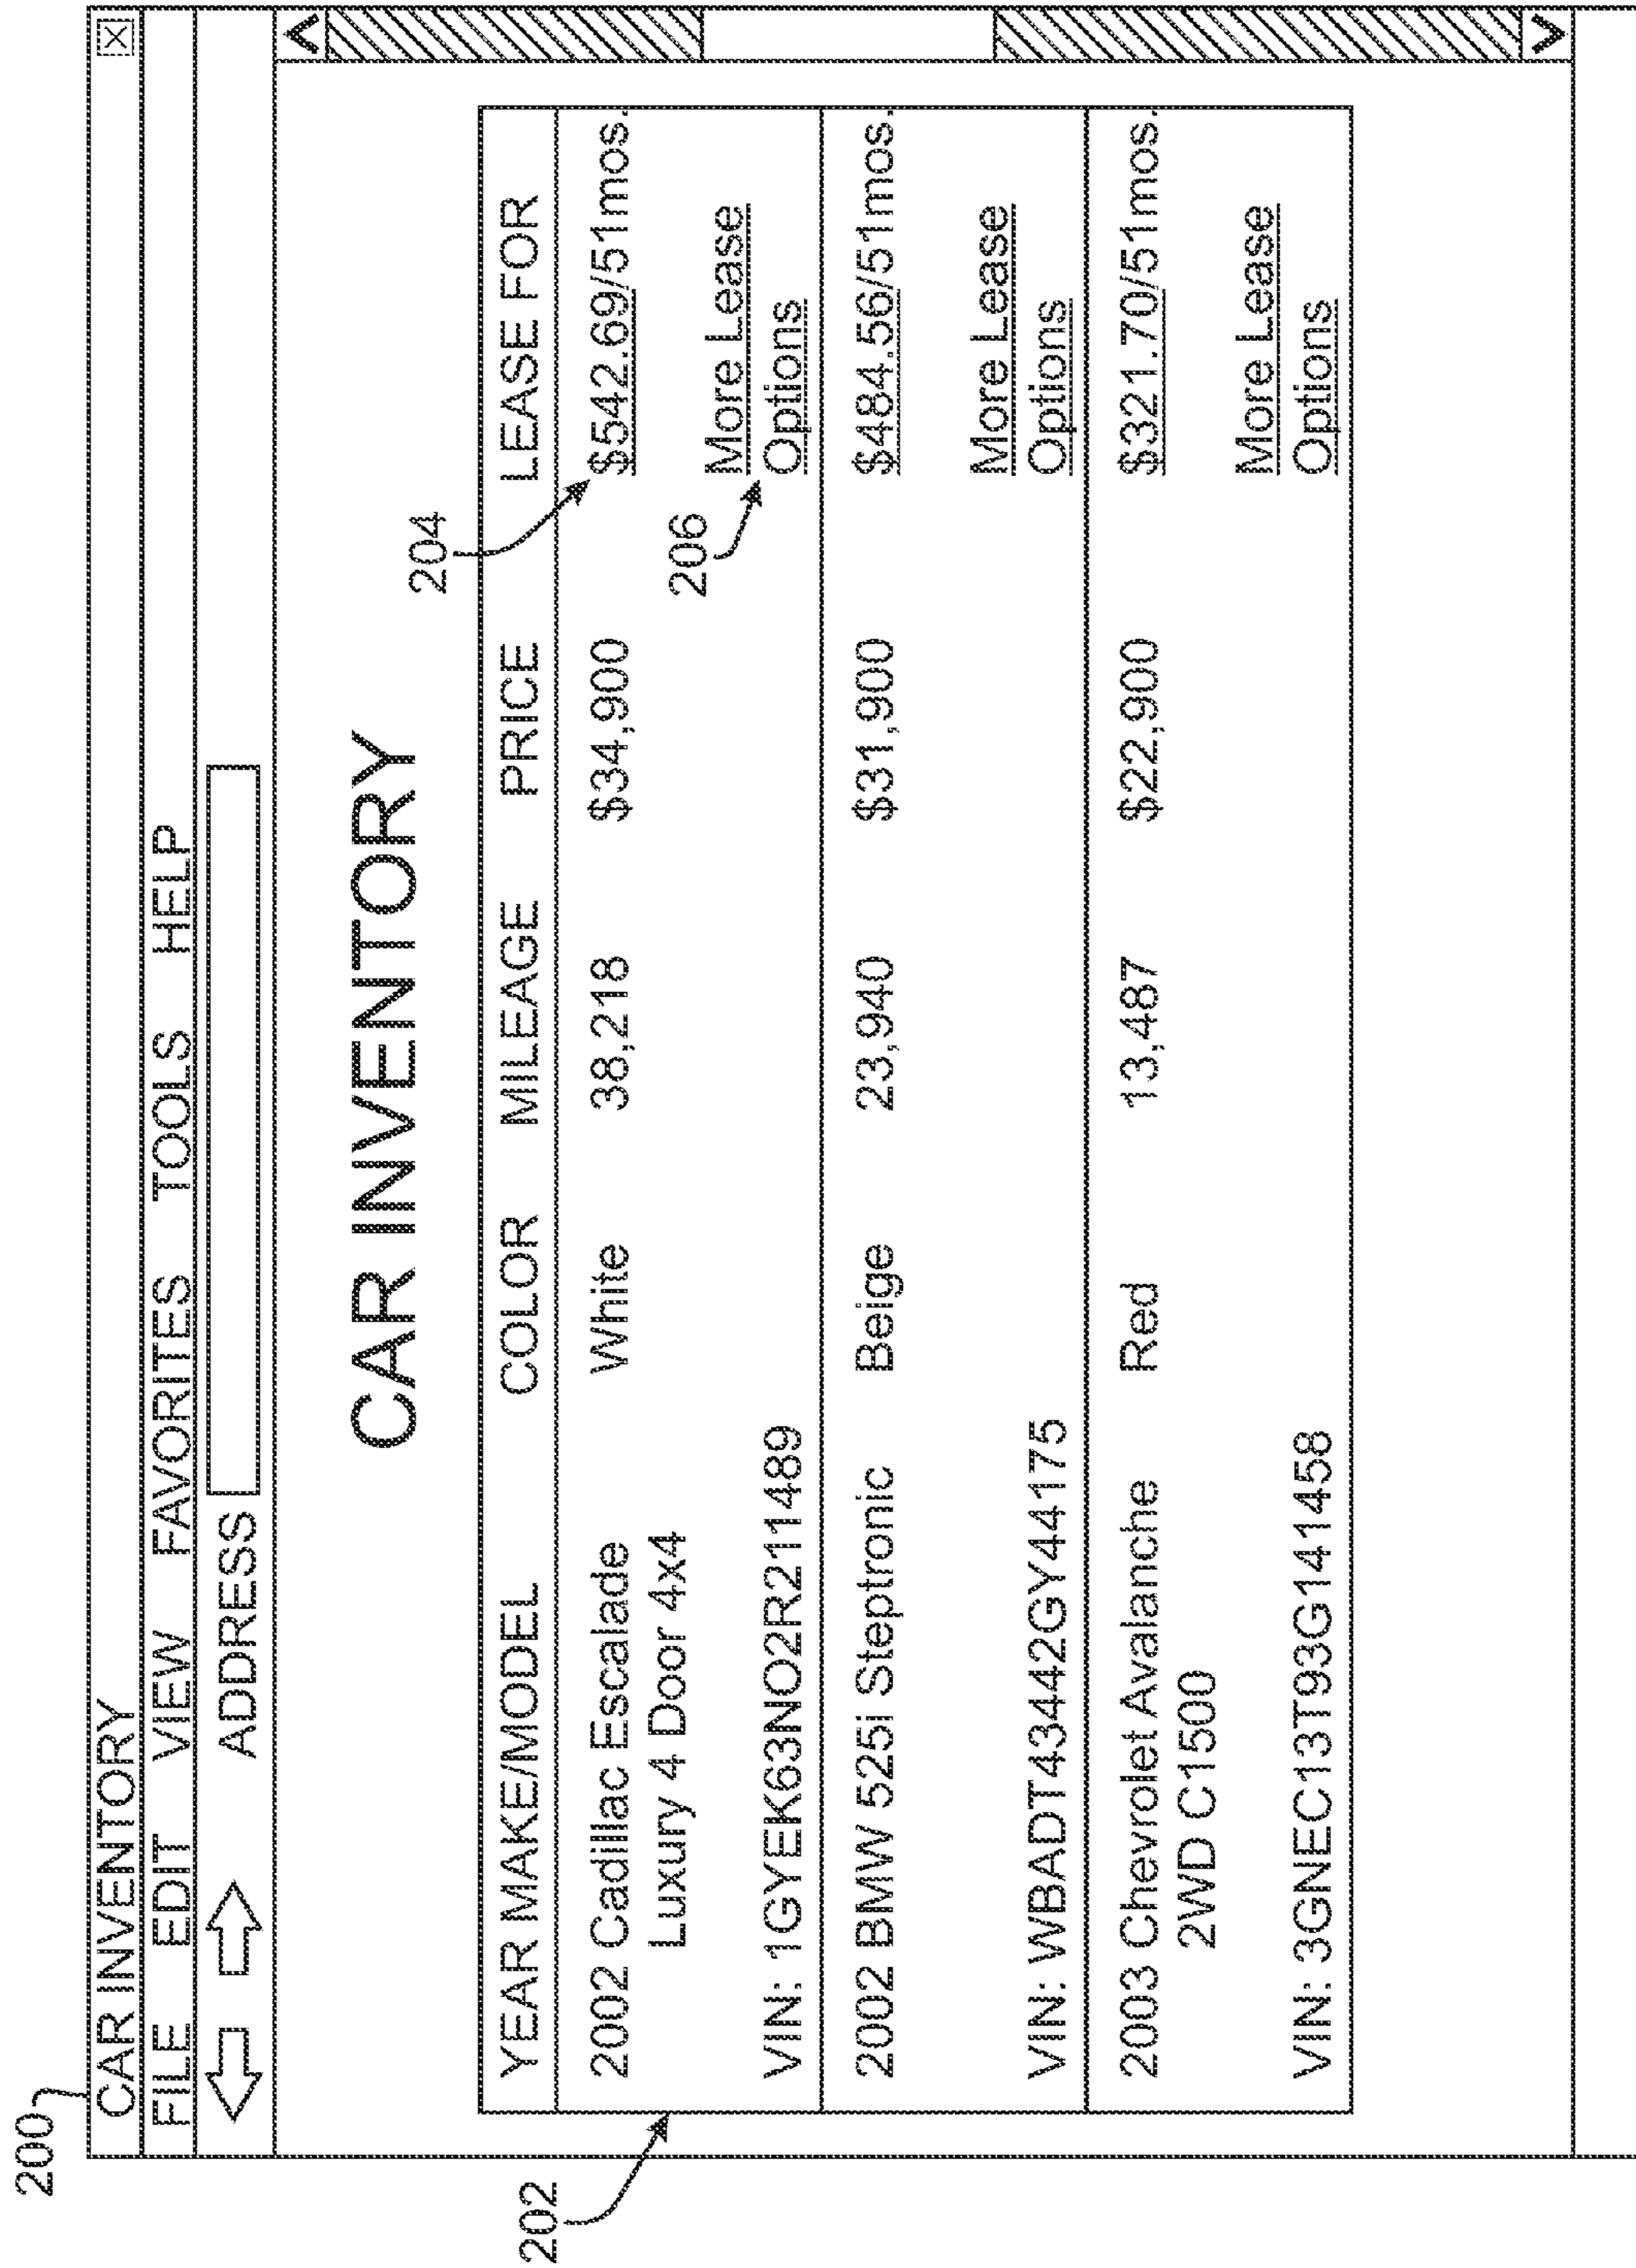 200
CAR INVENTORY
FILE EDIT VIEW FAVORITES TOOLS HELP
ADDRESS
CAR INVENTORY
202
204
YEAR MAKE/MODEL COLOR MILEAGE PRICE LEASE FOR
2002 Cadillac Escalade White 38,218 $34,900 $542.69/51mos.
Luxury 4 Door 4x4
206
More Lease
VIN: 1GYEK63NO2R211489 Options
2002 BMW 525i Steptronic Beige 23,940 $31,900 $484.56/51mos.
More Lease
VIN: WBADT43442GY44175 Options
2003 Chevrolet Avalanche Red 13,487 $22,900 $321.70/51mos.
2WD C1500
More Lease
VIN: 3GNEC13T93G141458 Options